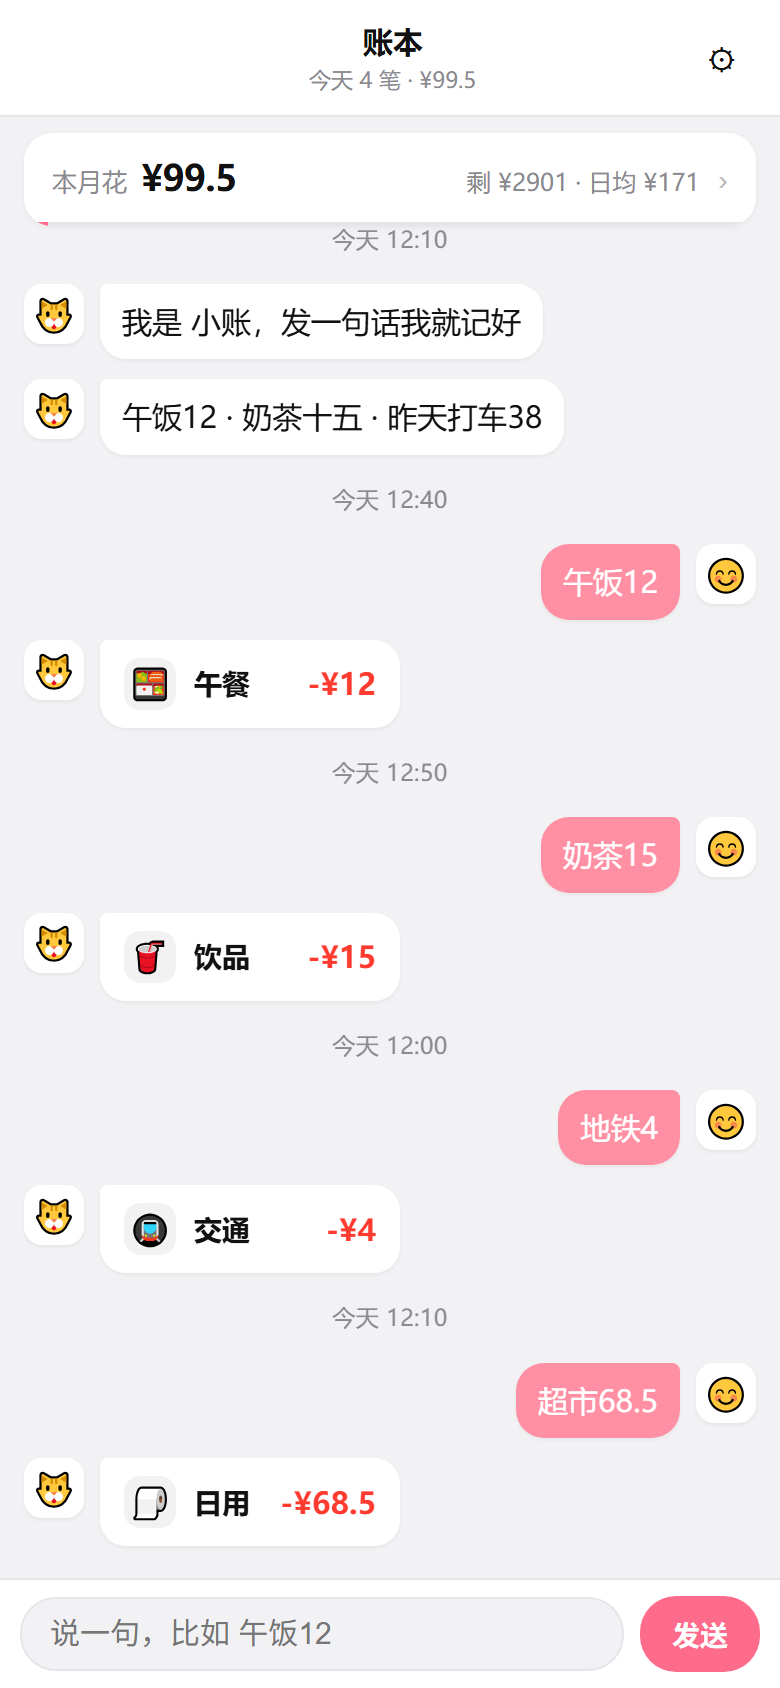 账本
今天 4 笔 · ¥99.5
本月花 ¥99.5 剩 ¥2901 · 日均 ¥171 ›
今天 12:10
我是 小账，发一句话我就记好
午饭12 · 奶茶十五 · 昨天打车38
今天 12:40
午饭12
午餐 -¥12
今天 12:50
奶茶15
饮品 -¥15
今天 12:00
地铁4
交通 -¥4
今天 12:10
超市68.5
日用 -¥68.5
说一句，比如 午饭12 发送